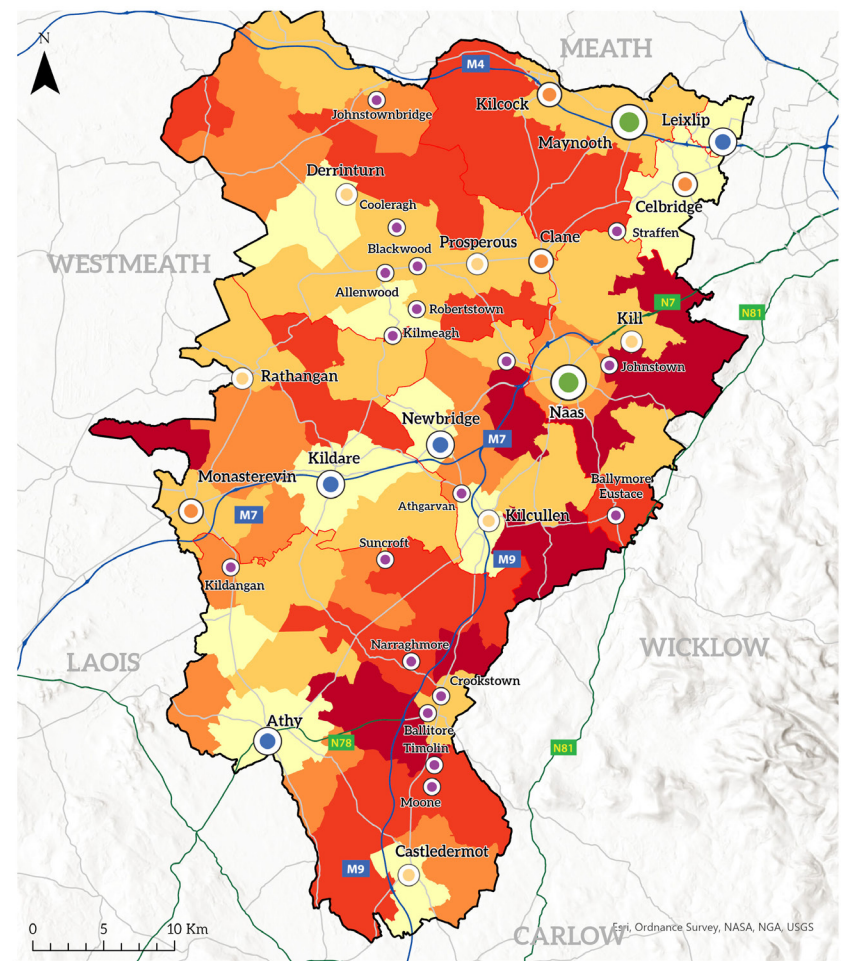 N
MEATH
M4
Kilcock
Johnstownbridge
Maynooth
Leixlip
Derrinturn
Cooleragh
Celbridge
Straffen
Blackwood
Prosperous
Clane
WESTMEATH
Allenwood
Robertstown
N7
N81
Kill
Kilmeagh
Johnstown
Rathangan
Naas
Newbridge
M7
Kildare
Monasterevin
Ballymore
Eustace
Athgarvan
M7
Kilcullen
Suncroft
M9
Kildangan
Narraghmore
WICKLOW
LAOIS
Crookstown
Athy
Ballitore
N78
Timolin
N81
Moone
Castledermot
M9
0 5 10 Km
CARLOW
Esri, Ordnance Survey, NASA, NGA, USGS